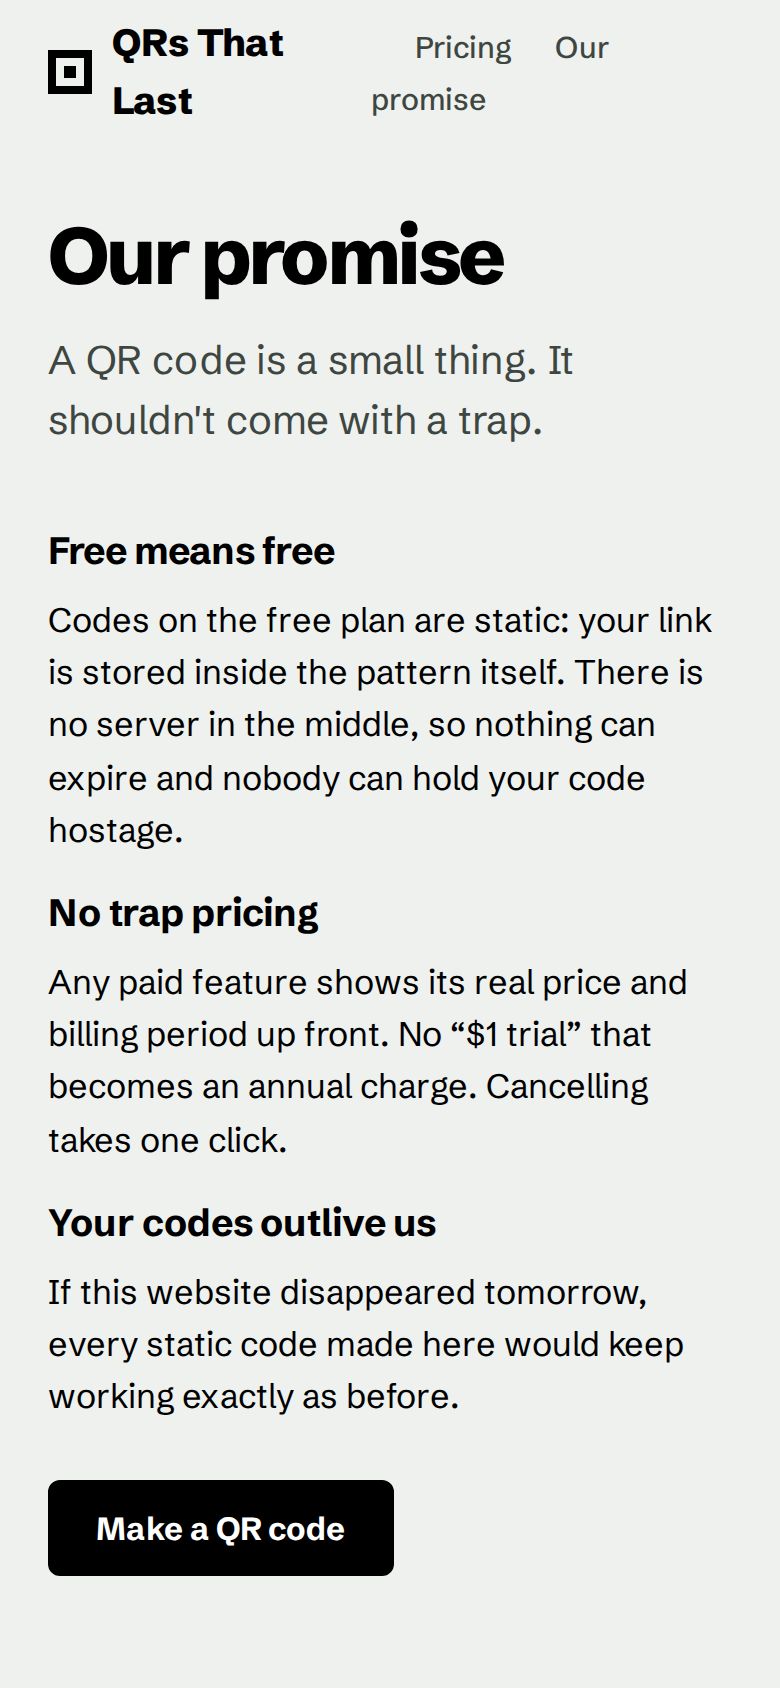 QRs That
Last
Pricing Our
promise
Our promise
A QR code is a small thing. It
shouldn't come with a trap.
Free means free
Codes on the free plan are static: your link
is stored inside the pattern itself. There is
no server in the middle, so nothing can
expire and nobody can hold your code
hostage.
No trap pricing
Any paid feature shows its real price and
billing period up front. No “$1 trial” that
becomes an annual charge. Cancelling
takes one click.
Your codes outlive us
If this website disappeared tomorrow,
every static code made here would keep
working exactly as before.
Make a QR code